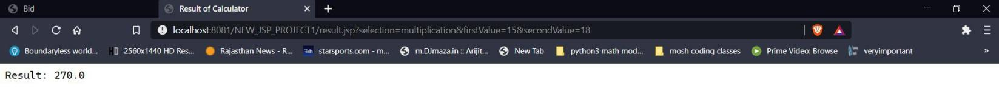 Bid
Result of Calculator
localhost:8081/NEW_JSP_PROJECT1/result.jsp?selection=multiplication&firstValue=15&secondValue=18
Boundaryless world... HD 2560x1440 HD Res... Rajasthan News - R... starsports.com - m... m.DJmaza.in :: Arijit... New Tab python3 math mod... mosh coding classes Prime Video: Browse veryimportant »
Result: 270.0